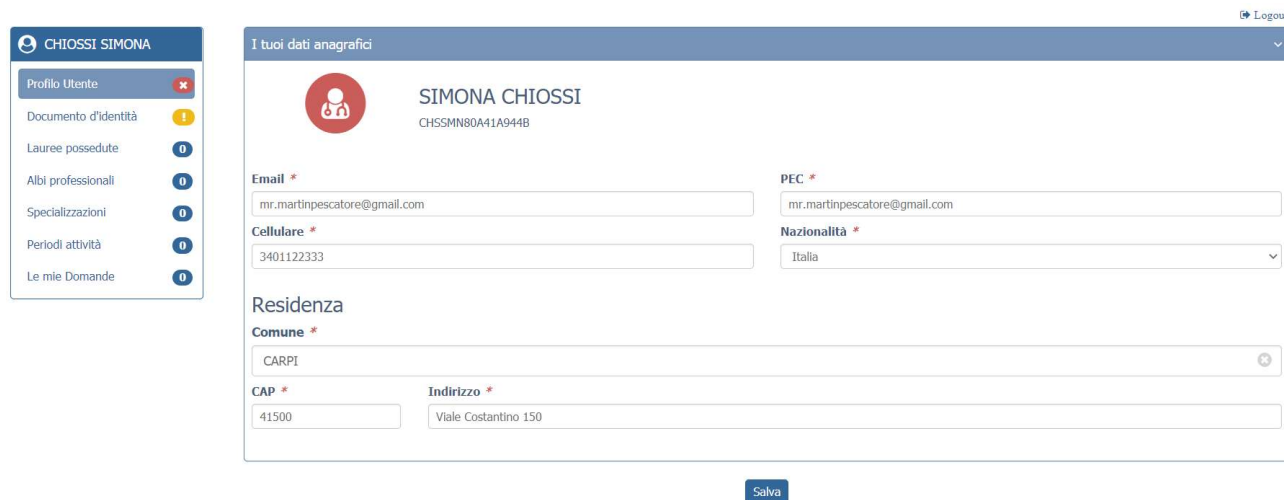 Logou
CHIOSSI SIMONA
Profilo Utente
Documento d'identità !
Lauree possedute 0
Albi professionali 0
Specializzazioni 0
Periodi attività 0
Le mie Domande 0
I tuoi dati anagrafici
SIMONA CHIOSSI
CHSSMN80A41A944B
Email * PEC *
mr.martinpescatore@gmail.com mr.martinpescatore@gmail.com
Cellulare * Nazionalità *
3401122333 Italia
Residenza
Comune *
CARPI
CAP * Indirizzo *
41500 Viale Costantino 150
Salva